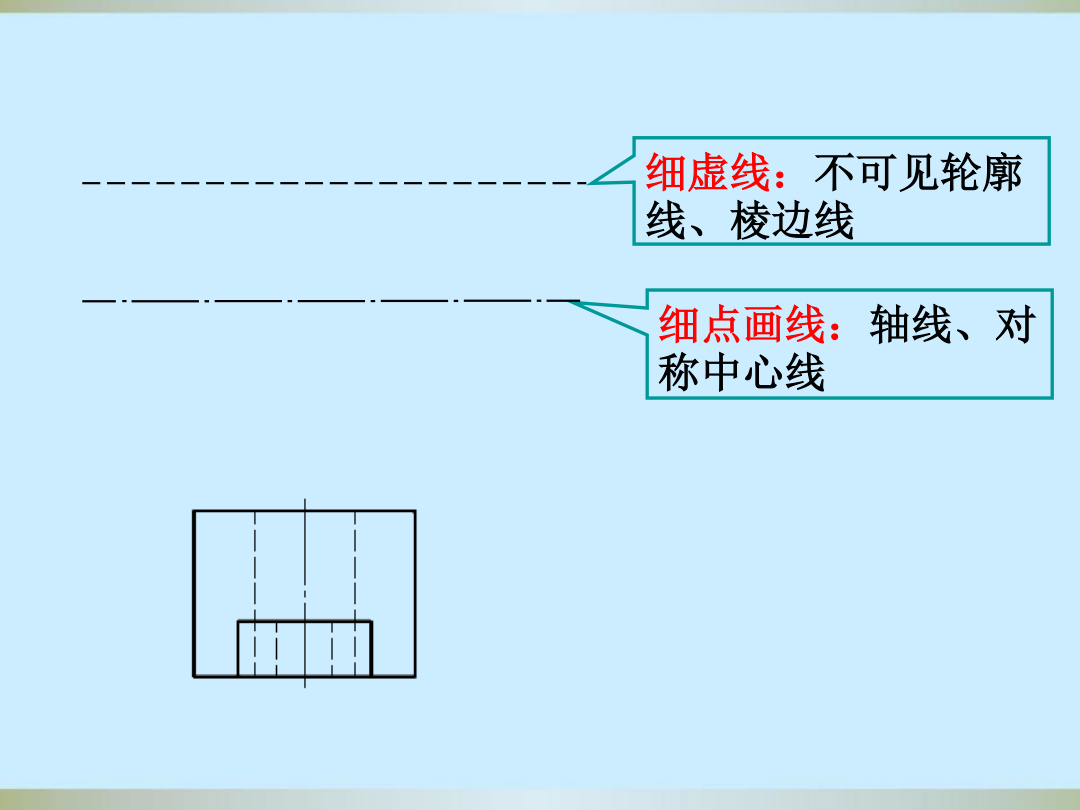 细虚线：不可见轮廓
线、棱边线
细点画线：轴线、对
称中心线